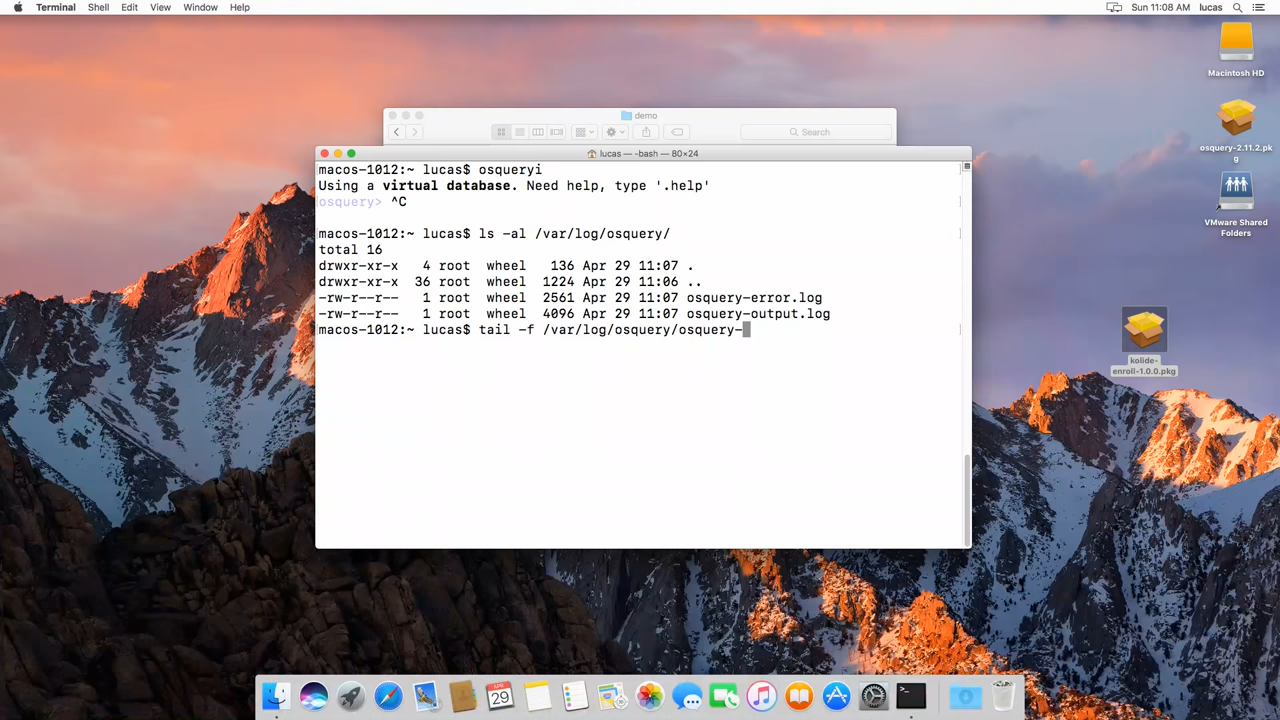 Terminal Shell Edit View Window Help Sun 11:08 AM lucas
Macintosh HD
osquery-2.11.2.pk
g
VMware Shared
Folders
kolide-
enroll-1.0.0.pkg
demo
Search
lucas — -bash — 80×24
macos-1012:~ lucas$ osqueryi
Using a virtual database. Need help, type '.help'
osquery> ^C
macos-1012:~ lucas$ ls -al /var/log/osquery/
total 16
drwxr-xr-x 4 root wheel 136 Apr 29 11:07 .
drwxr-xr-x 36 root wheel 1224 Apr 29 11:06 ..
-rw-r--r-- 1 root wheel 2561 Apr 29 11:07 osquery-error.log
-rw-r--r-- 1 root wheel 4096 Apr 29 11:07 osquery-output.log
macos-1012:~ lucas$ tail -f /var/log/osquery/osquery-
APR
29